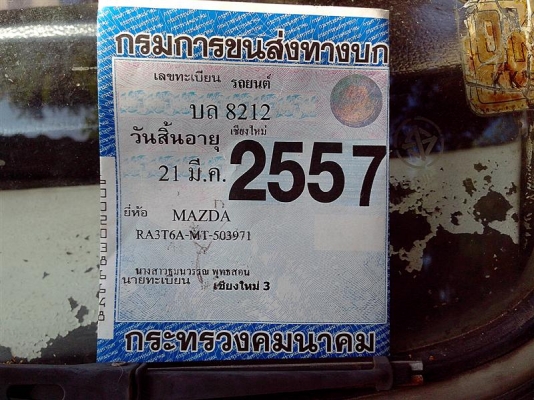 กรมการขนส่งทางบก
เลขทะเบียน รถยนต์
บล 8212
เชียงใหม่
วันสิ้นอายุ
21 มี.ค. 2557
ยี่ห้อ MAZDA
RA3T6A-MT-503971
นายทะเบียน เชียงใหม่ 3
กระทรวงคมนาคม